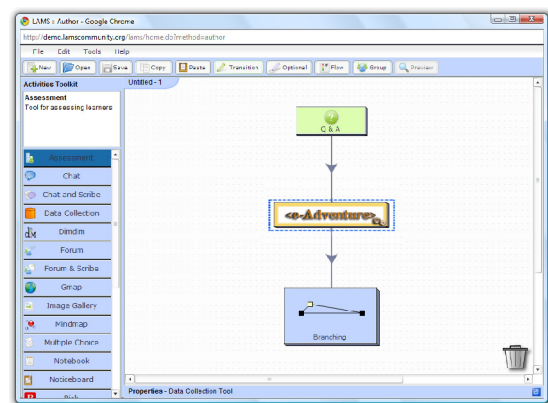 LAMS :: Author - Google Chrome
http://demo.lamscommunity.org/lams/home.do?method=author
File Edit Tools Help
New Open Save Copy Paste Transition Optional Flow Group Preview
Activities Toolkit
Untitled - 1
Assessment
Tool for assessing learners
Assessment
Chat
Chat and Scribe
Data Collection
Dimdim
Forum
Forum & Scribe
Gmap
Image Gallery
Mindmap
Multiple Choice
Notebook
Noticeboard
Q & A
<e-Adventure>
Branching
Properties - Data Collection Tool